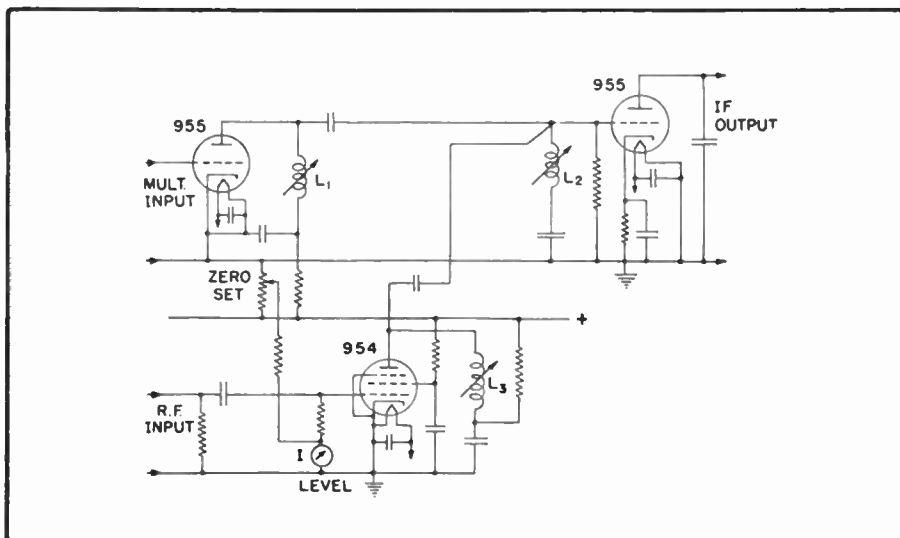 955
955
IF
OUTPUT
MULT.
INPUT
L₁
L₂
ZERO
SET
+
954
L₃
R.F.
INPUT
I
LEVEL